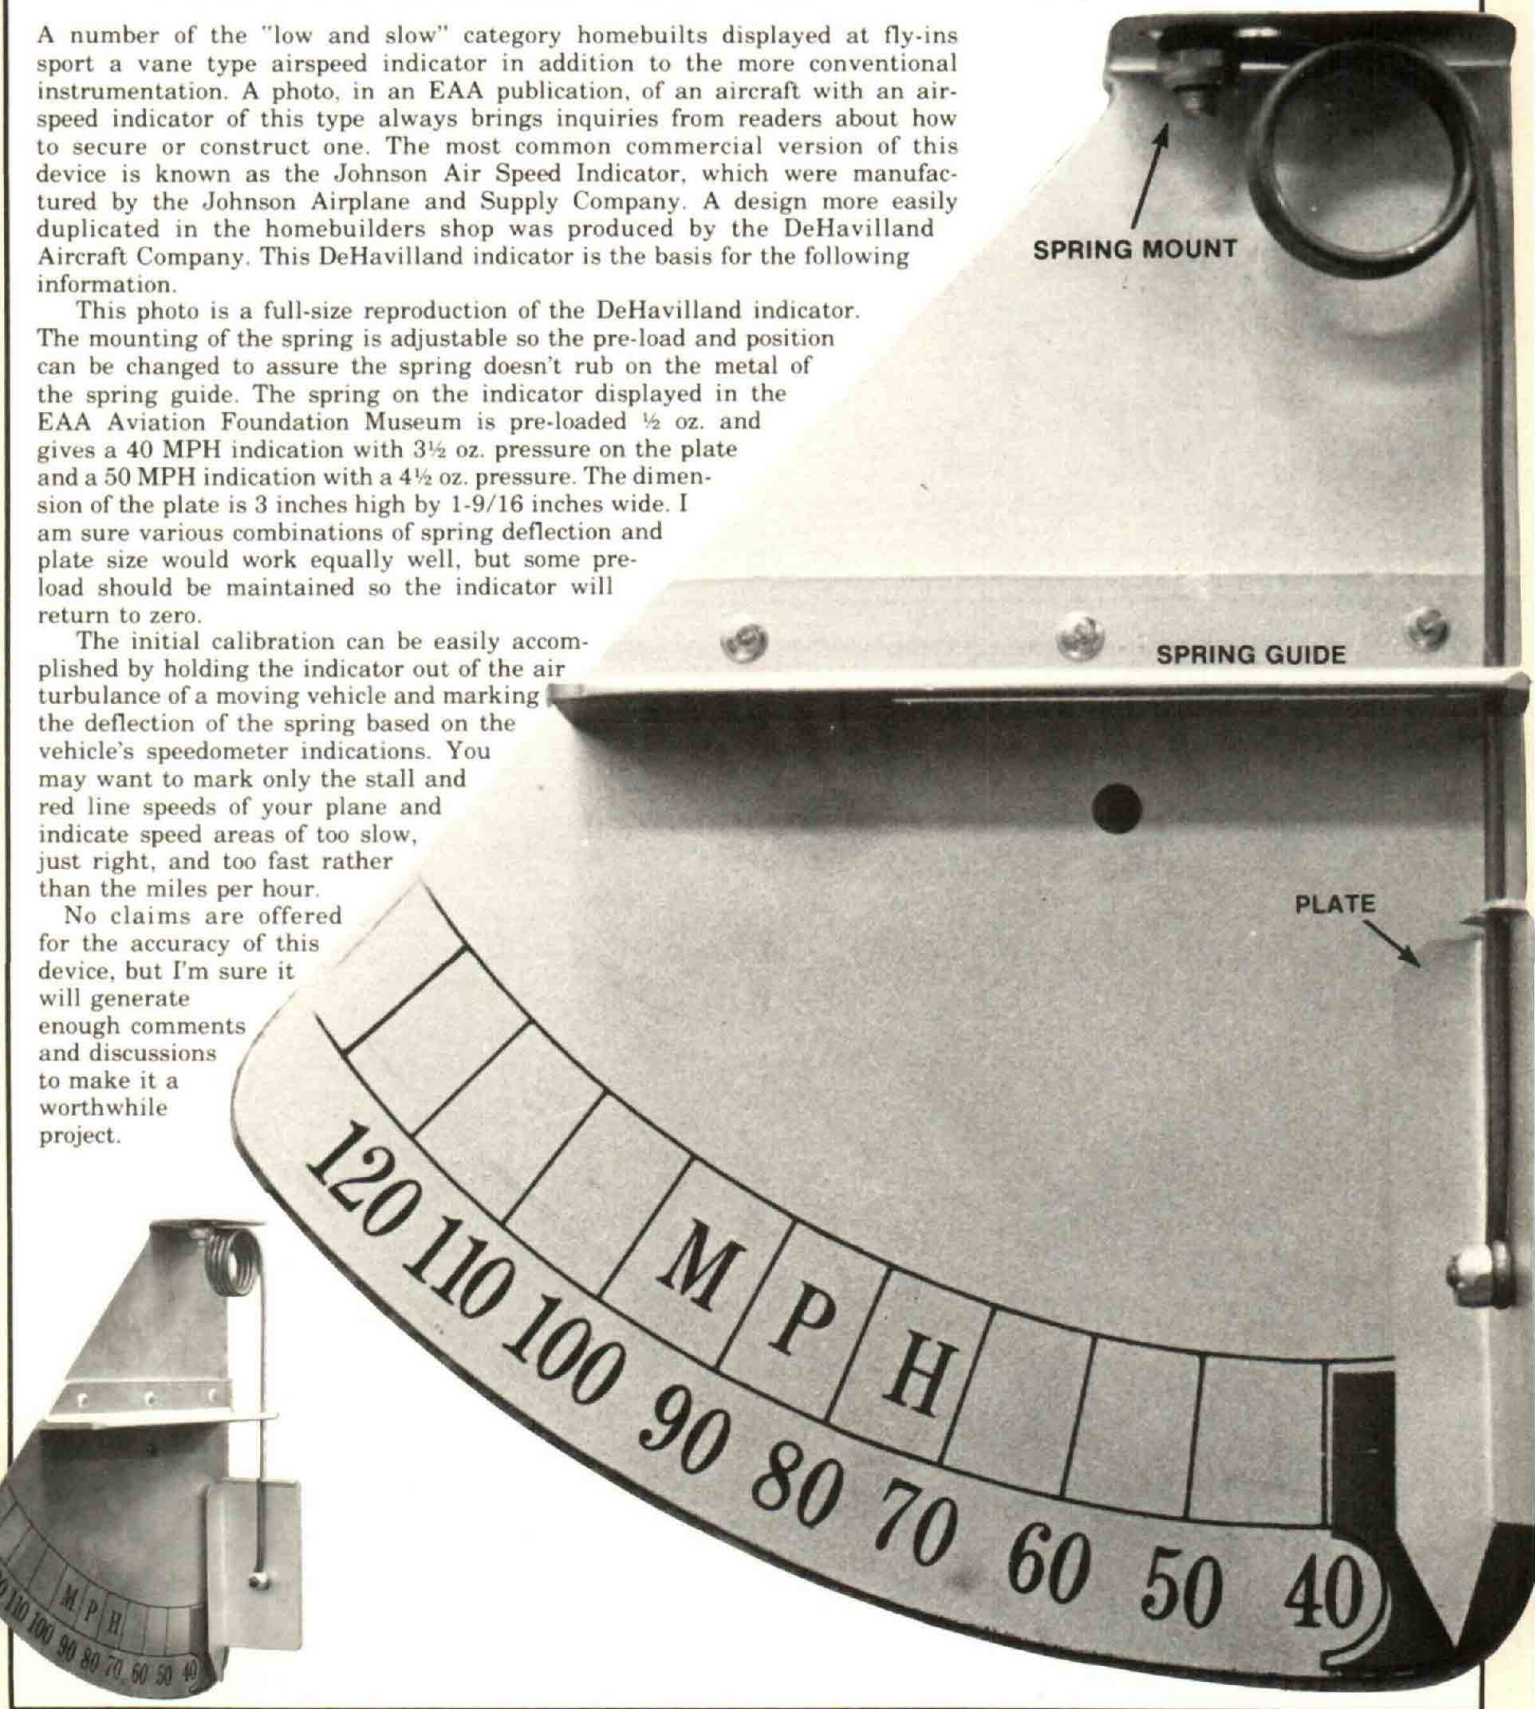 A number of the "low and slow" category homebuilts displayed at fly-ins
sport a vane type airspeed indicator in addition to the more conventional
instrumentation. A photo, in an EAA publication, of an aircraft with an air-
speed indicator of this type always brings inquiries from readers about how
to secure or construct one. The most common commercial version of this
device is known as the Johnson Air Speed Indicator, which were manufac-
tured by the Johnson Airplane and Supply Company. A design more easily
duplicated in the homebuilders shop was produced by the DeHavilland
Aircraft Company. This DeHavilland indicator is the basis for the following
information.
This photo is a full-size reproduction of the DeHavilland indicator.
The mounting of the spring is adjustable so the pre-load and position
can be changed to assure the spring doesn't rub on the metal of
the spring guide. The spring on the indicator displayed in the
EAA Aviation Foundation Museum is pre-loaded ½ oz. and
gives a 40 MPH indication with 3½ oz. pressure on the plate
and a 50 MPH indication with a 4½ oz. pressure. The dimen-
sion of the plate is 3 inches high by 1-9/16 inches wide. I
am sure various combinations of spring deflection and
plate size would work equally well, but some pre-
load should be maintained so the indicator will
return to zero.
The initial calibration can be easily accom-
plished by holding the indicator out of the air
turbulance of a moving vehicle and marking
the deflection of the spring based on the
vehicle's speedometer indications. You
may want to mark only the stall and
red line speeds of your plane and
indicate speed areas of too slow,
just right, and too fast rather
than the miles per hour.
No claims are offered
for the accuracy of this
device, but I'm sure it
will generate
enough comments
and discussions
to make it a
worthwhile
project.
SPRING MOUNT
SPRING GUIDE
PLATE
M P H
120 110 100 90 80 70 60 50 40
M P H
110 100 90 80 70 60 50 40